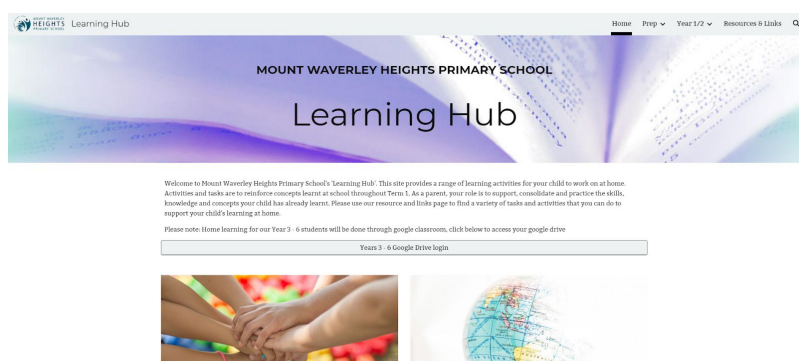 MOUNT WAVERLEY
HEIGHTS
PRIMARY SCHOOL
Learning Hub
Home Prep Year 1/2 Resources & Links
MOUNT WAVERLEY HEIGHTS PRIMARY SCHOOL
Learning Hub
Welcome to Mount Waverley Heights Primary School's 'Learning Hub'. This site provides a range of learning activities for your child to work on at home.
Activities and tasks are to reinforce concepts learnt at school throughout Term 1. As a parent, your role is to support, consolidate and practice the skills,
knowledge and concepts your child has already learnt. Please use our resource and links page to find a variety of tasks and activities that you can do to
support your child's learning at home.
Please note: Home learning for our Year 3 - 6 students will be done through google classroom, click below to access your google drive
Years 3 - 6 Google Drive login